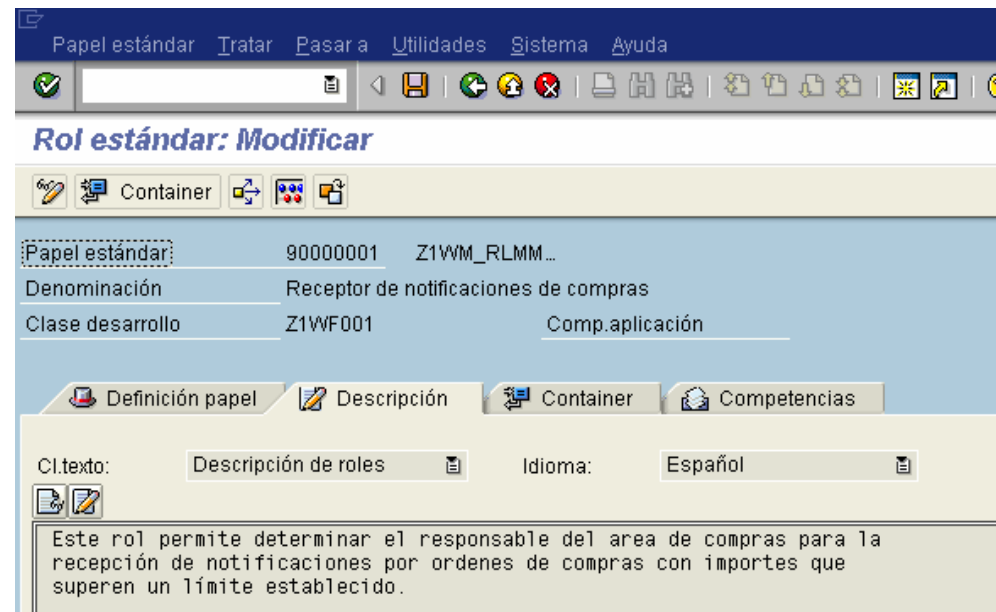 Papel estándar Tratar Pasar a Utilidades Sistema Ayuda
Rol estándar: Modificar
Container
Papel estándar 90000001 Z1WM_RLMM…
Denominación Receptor de notificaciones de compras
Clase desarrollo Z1WF001 Comp.aplicación
Definición papel Descripción Container Competencias
Cl.texto: Descripción de roles Idioma: Español
Este rol permite determinar el responsable del area de compras para la
recepción de notificaciones por ordenes de compras con importes que
superen un límite establecido.